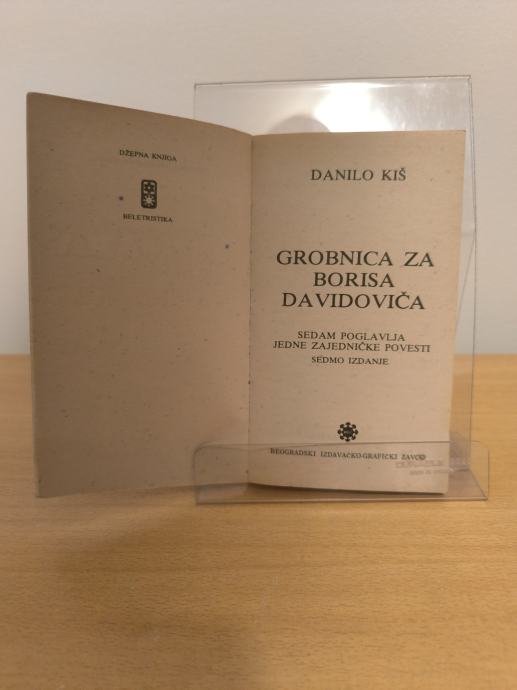 DŽEPNA KNJIGA
BELETRISTIKA
DANILO KIŠ
GROBNICA ZA
BORISA
DAVIDOVIČA
SEDAM POGLAVLJA
JEDNE ZAJEDNIČKE POVESTI
SEDMO IZDANJE
BEOGRADSKI IZDAVAČKO-GRAFIČKI ZAVOD